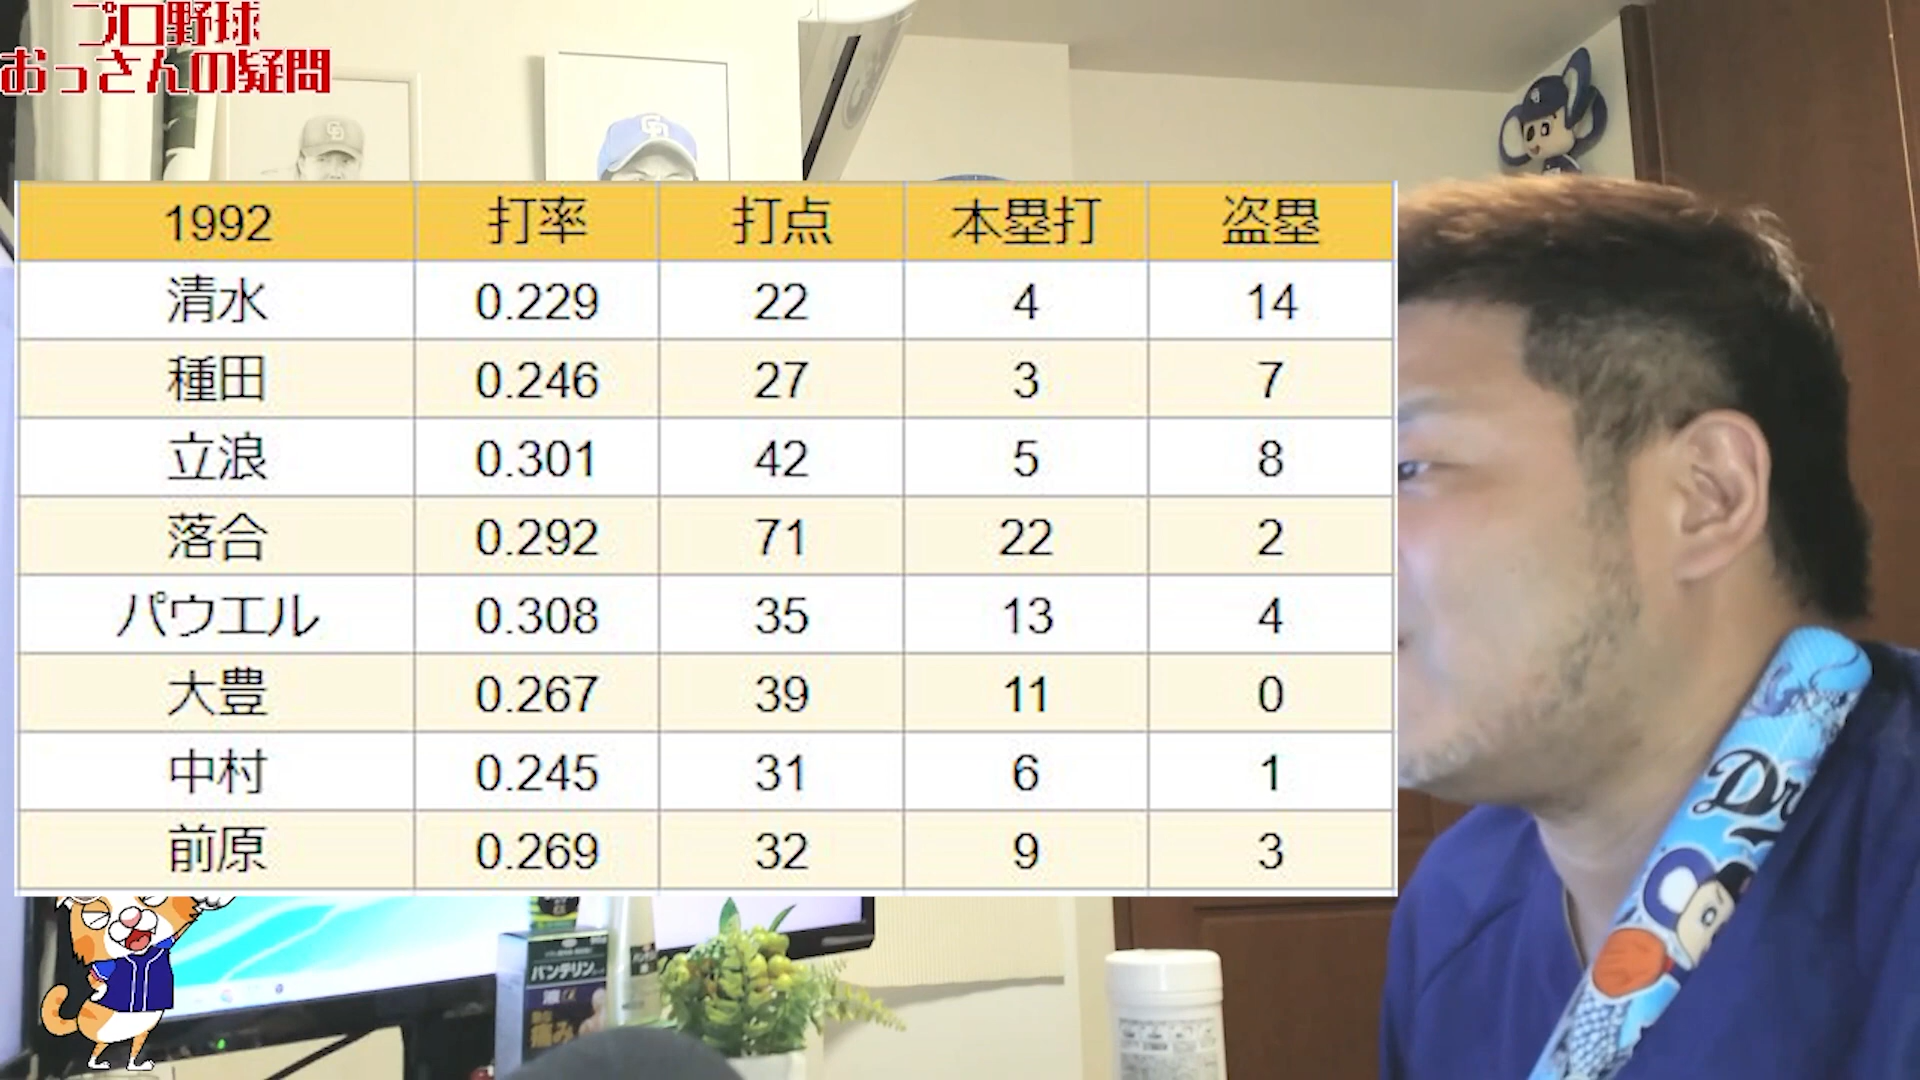 プロ野球
おっさんの疑問
1992 打率 打点 本塁打 盗塁
清水 0.229 22 4 14
種田 0.246 27 3 7
立浪 0.301 42 5 8
落合 0.292 71 22 2
パウエル 0.308 35 13 4
大豊 0.267 39 11 0
中村 0.245 31 6 1
前原 0.269 32 9 3
バンテリン
Dr